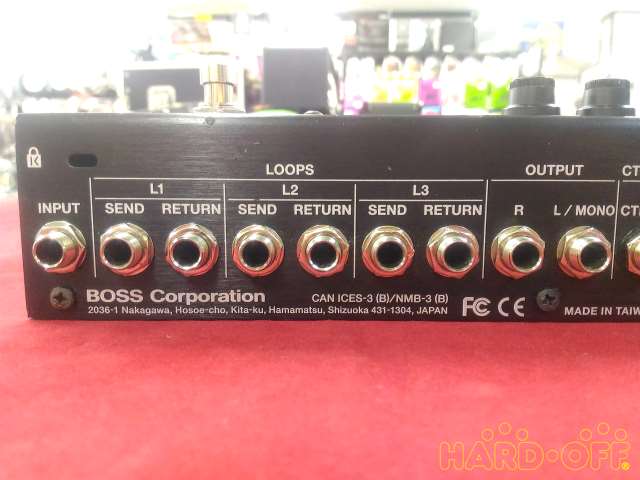 LOOPS OUTPUT CT
L1 L2 L3
INPUT SEND RETURN SEND RETURN SEND RETURN R L / MONO CT
BOSS Corporation CAN ICES-3 (B)/NMB-3 (B) FC CE
2036-1 Nakagawa, Hosoe-cho, Kita-ku, Hamamatsu, Shizuoka 431-1304, JAPAN MADE IN TAIW
HARD·OFF